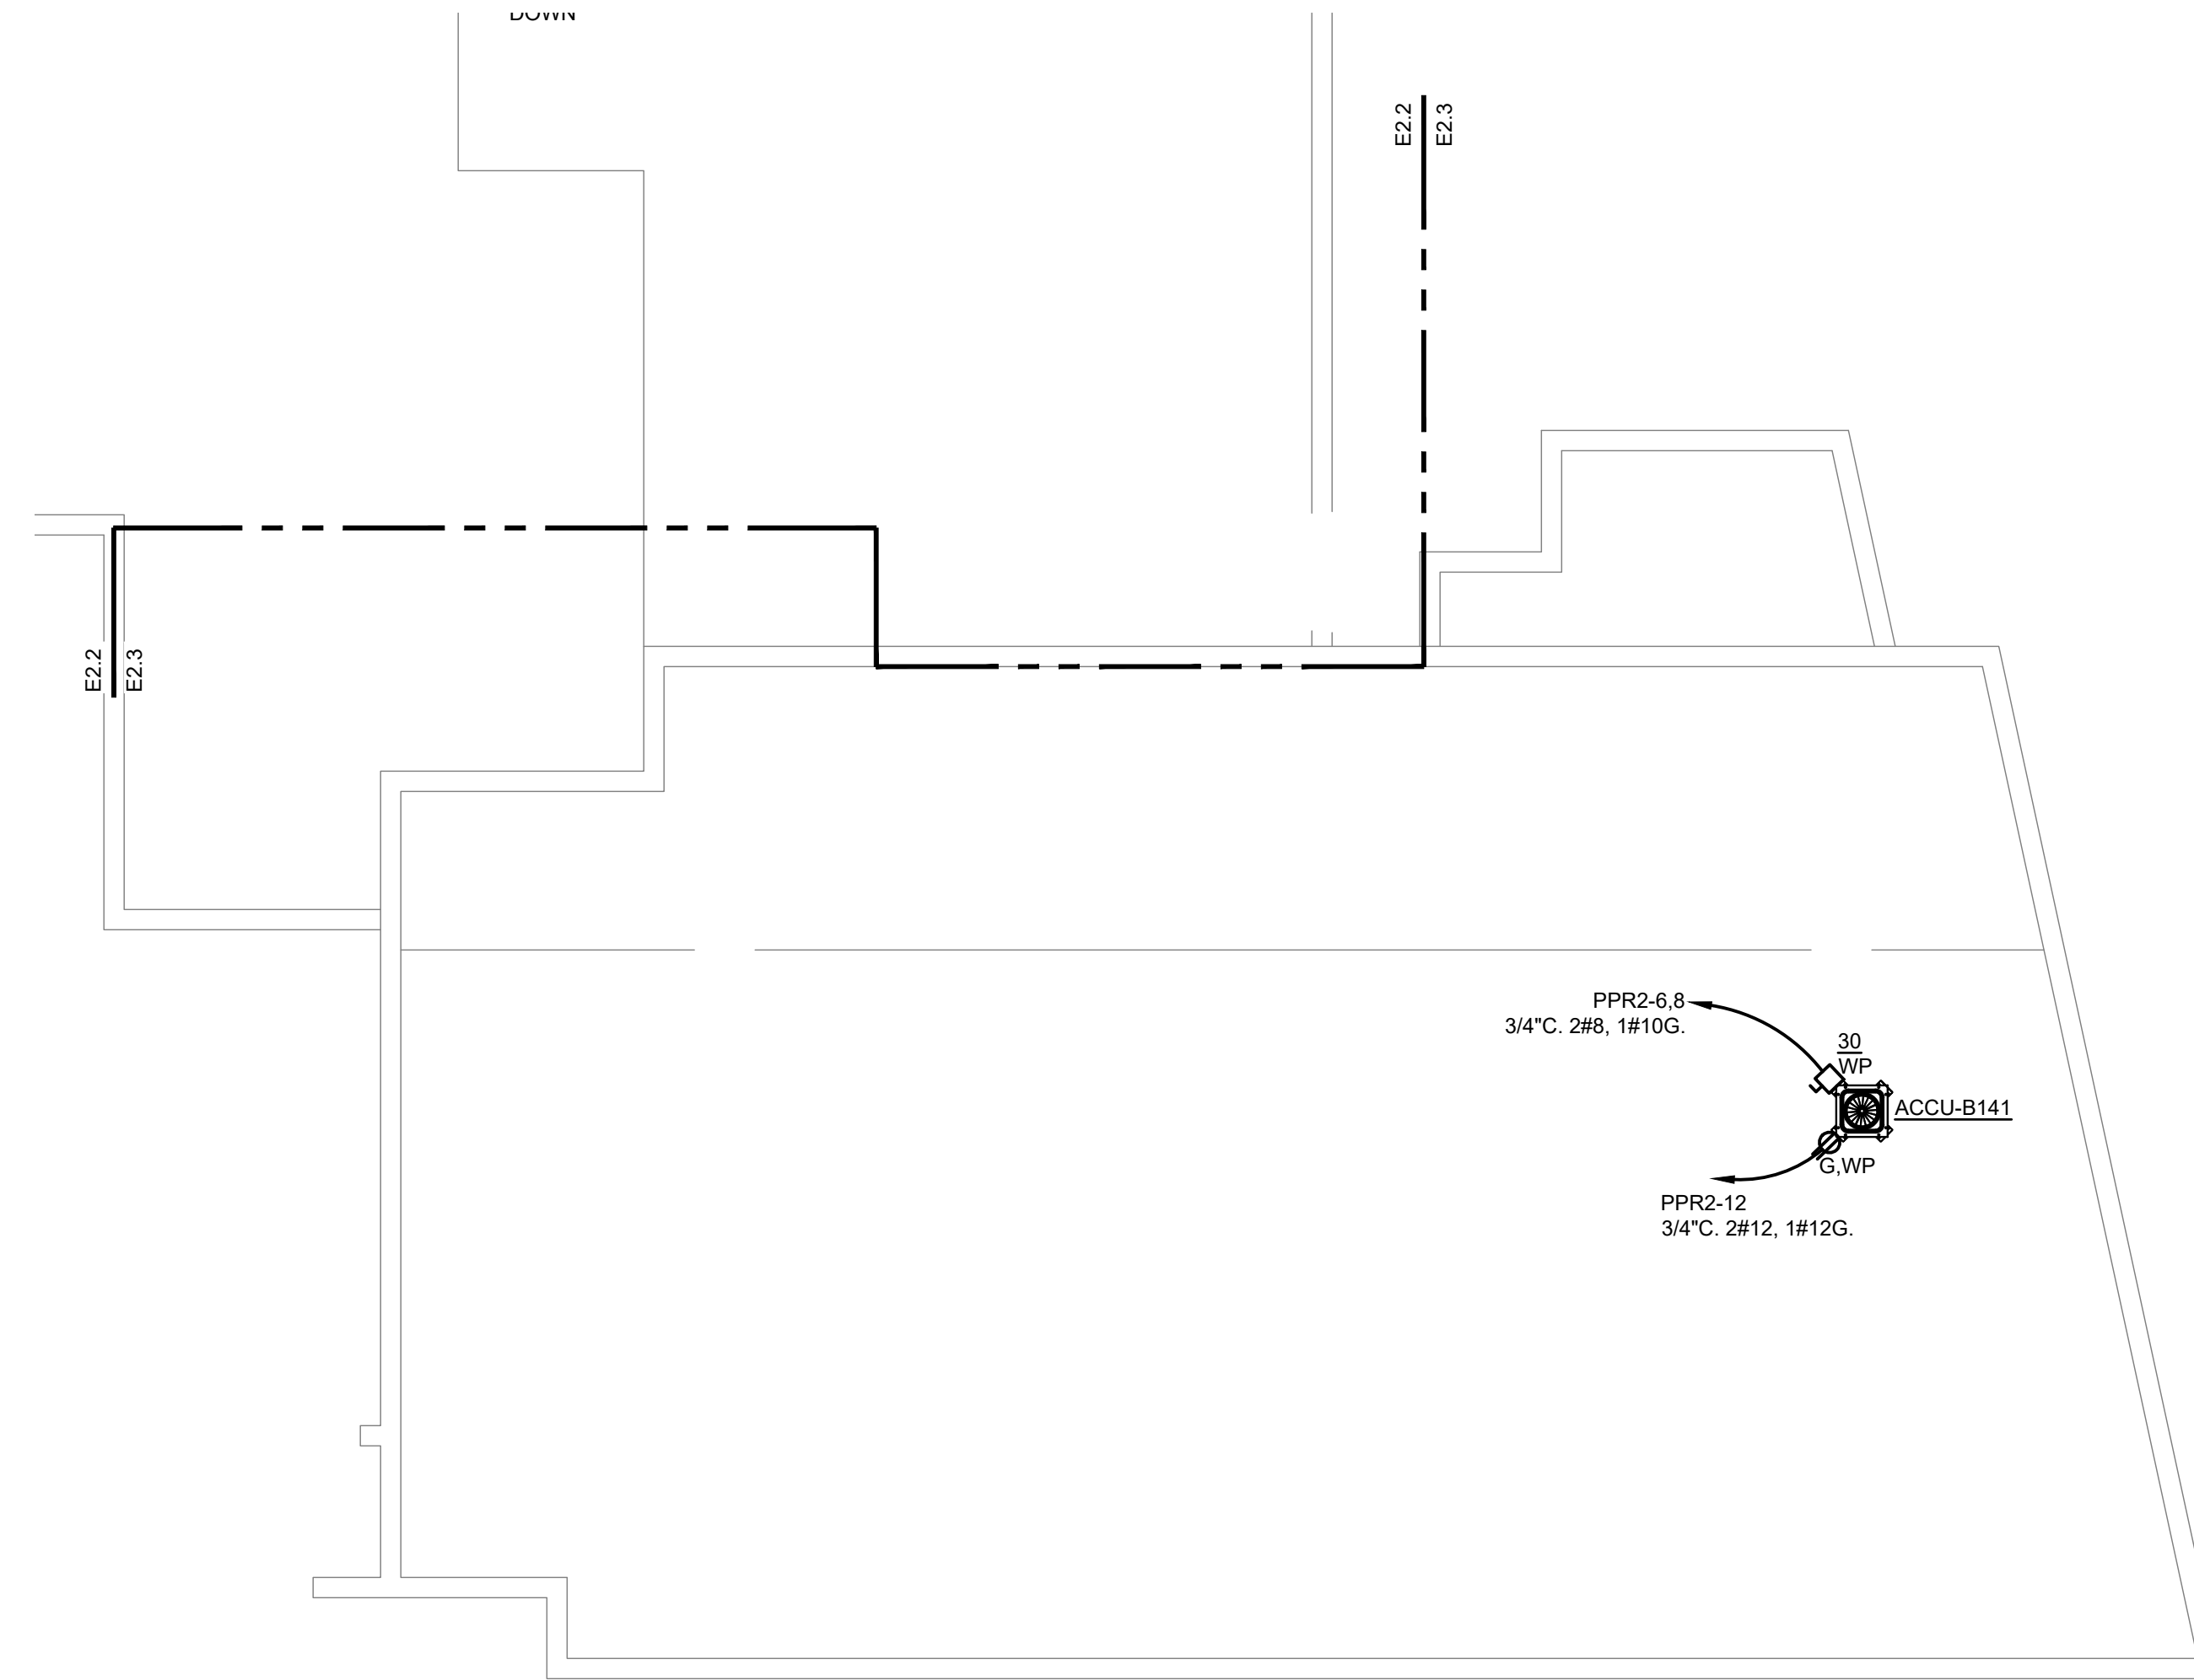 DOWN
E2.2
E2.3
E2.2
E2.3
PPR2-6,8
3/4"C. 2#8, 1#10G.
30
WP
ACCU-B141
G,WP
PPR2-12
3/4"C. 2#12, 1#12G.